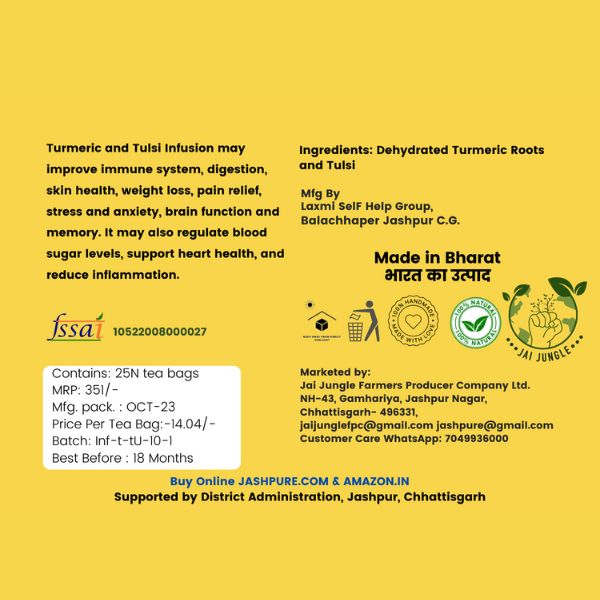 Turmeric and Tulsi Infusion may
improve immune system, digestion,
skin health, weight loss, pain relief,
stress and anxiety, brain function and
memory. It may also regulate blood
sugar levels, support heart health, and
reduce inflammation.
fssai 10522008000027
Contains: 25N tea bags
MRP: 351/-
Mfg. pack. : OCT-23
Price Per Tea Bag:-14.04/-
Batch: Inf-t-tU-10-1
Best Before : 18 Months
Ingredients: Dehydrated Turmeric Roots
and Tulsi
Mfg By
Laxmi SelF Help Group,
Balachhaper Jashpur C.G.
Made in Bharat
भारत का उत्पाद
100% HANDMADE
MADE WITH LOVE
100% NATURAL
100% NATURAL
JAI JUNGLE
Marketed by:
Jai Jungle Farmers Producer Company Ltd.
NH-43, Gamhariya, Jashpur Nagar,
Chhattisgarh- 496331,
jaijunglefpc@gmail.com jashpure@gmail.com
Customer Care WhatsApp: 7049936000
Buy Online JASHPURE.COM & AMAZON.IN
Supported by District Administration, Jashpur, Chhattisgarh